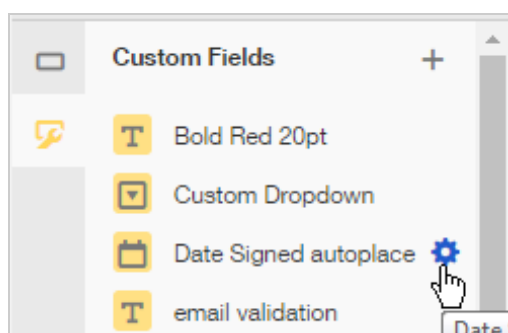 Custom Fields +
T Bold Red 20pt
Custom Dropdown
Date Signed autoplace
T email validation
Date